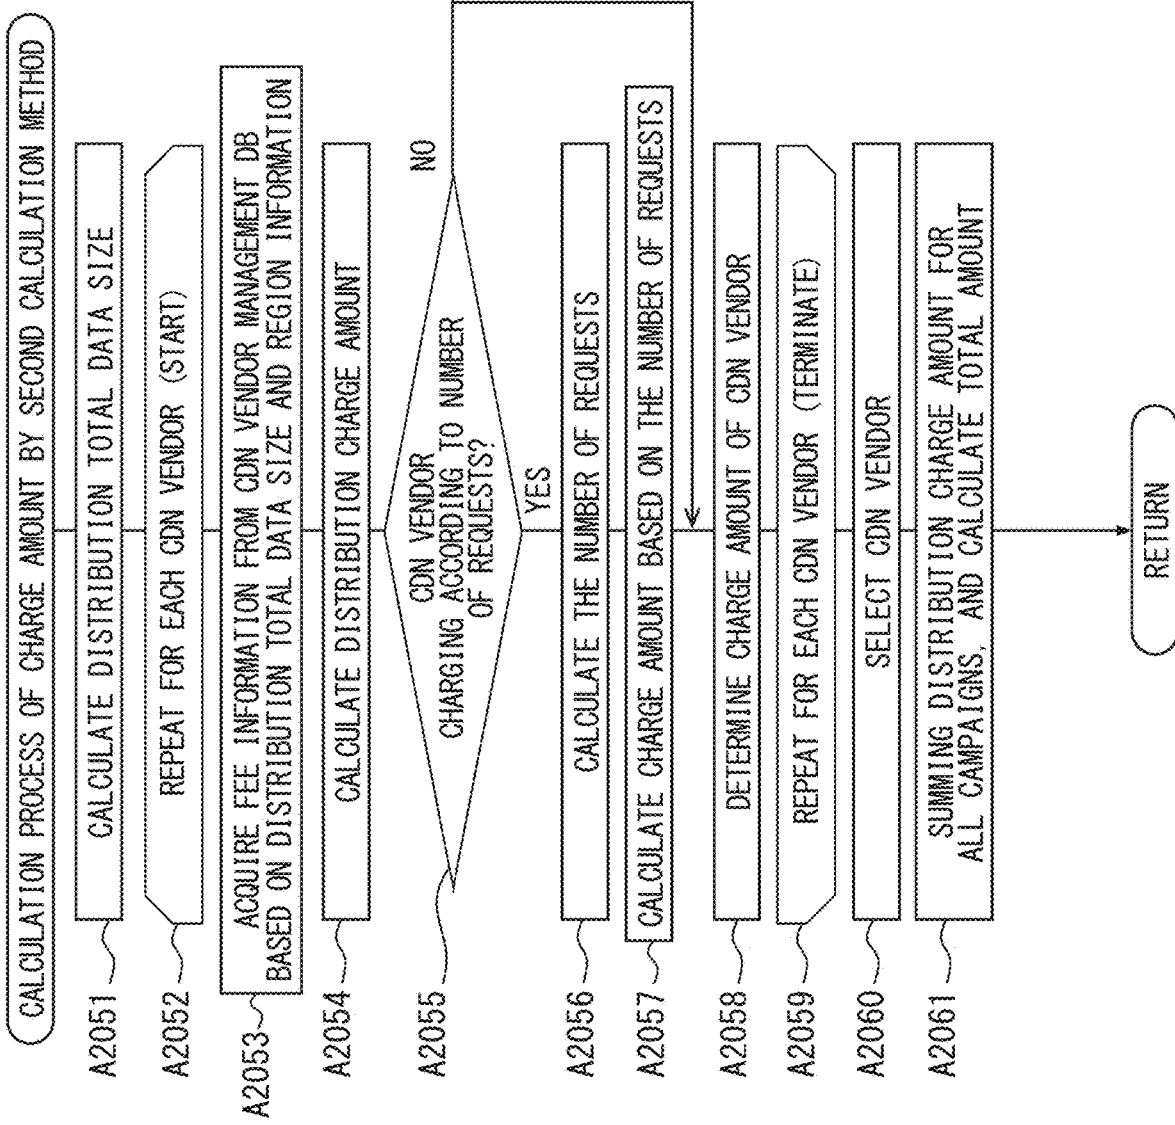 CALCULATION PROCESS OF CHARGE AMOUNT BY SECOND CALCULATION METHOD
A2051
CALCULATE DISTRIBUTION TOTAL DATA SIZE
A2052
REPEAT FOR EACH CDN VENDOR (START)
A2053
ACQUIRE FEE INFORMATION FROM CDN VENDOR MANAGEMENT DB
BASED ON DISTRIBUTION TOTAL DATA SIZE AND REGION INFORMATION
A2054
CALCULATE DISTRIBUTION CHARGE AMOUNT
A2055
CDN VENDOR
CHARGING ACCORDING TO NUMBER
OF REQUESTS?
NO
YES
A2056
CALCULATE THE NUMBER OF REQUESTS
A2057
CALCULATE CHARGE AMOUNT BASED ON THE NUMBER OF REQUESTS
A2058
DETERMINE CHARGE AMOUNT OF CDN VENDOR
A2059
REPEAT FOR EACH CDN VENDOR (TERMINATE)
A2060
SELECT CDN VENDOR
A2061
SUMMING DISTRIBUTION CHARGE AMOUNT FOR
ALL CAMPAIGNS, AND CALCULATE TOTAL AMOUNT
RETURN